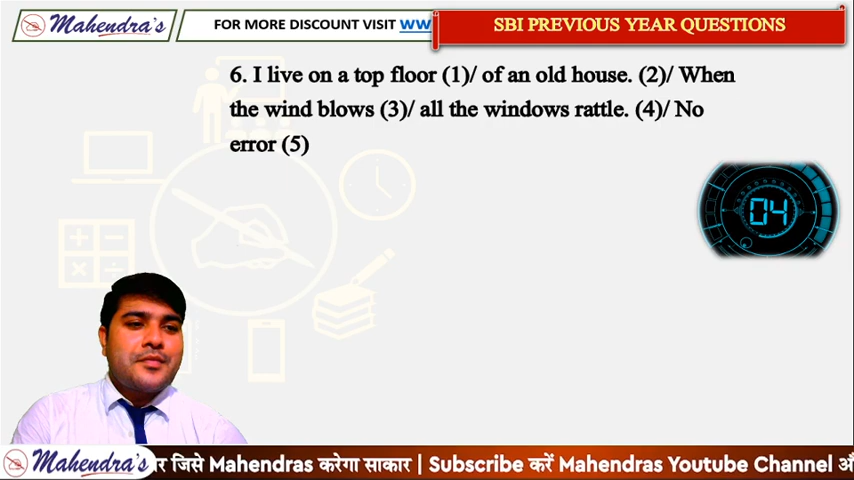 Mahendra's
FOR MORE DISCOUNT VISIT WW
SBI PREVIOUS YEAR QUESTIONS
6. I live on a top floor (1)/ of an old house. (2)/ When
the wind blows (3)/ all the windows rattle. (4)/ No
error (5)
04
Mahendra's
र जिसे Mahendras करेगा साकार | Subscribe करें Mahendras Youtube Channel औ